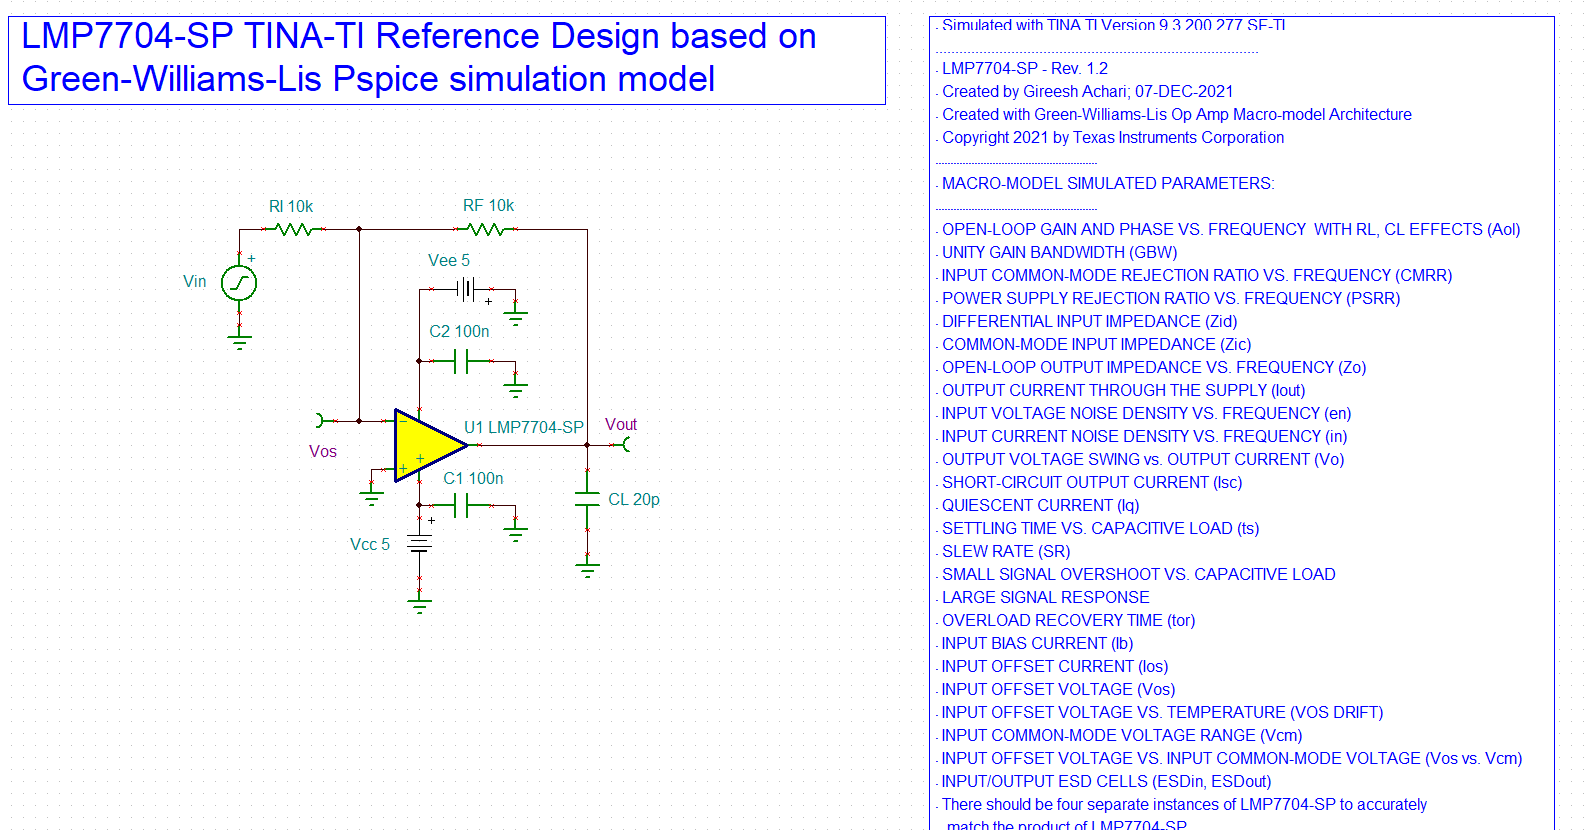 LMP7704-SP TINA-TI Reference Design based on
Green-Williams-Lis Pspice simulation model
RI 10k
RF 10k
Vee 5
+
Vin
+
C2 100n
U1 LMP7704-SP
Vout
Vos
+
+
C1 100n
CL 20p
+
Vcc 5
. Simulated with TINA TI Version 9.3.200.277 SF-TI
. LMP7704-SP - Rev. 1.2
. Created by Gireesh Achari; 07-DEC-2021
. Created with Green-Williams-Lis Op Amp Macro-model Architecture
. Copyright 2021 by Texas Instruments Corporation
. MACRO-MODEL SIMULATED PARAMETERS:
. OPEN-LOOP GAIN AND PHASE VS. FREQUENCY WITH RL, CL EFFECTS (Aol)
. UNITY GAIN BANDWIDTH (GBW)
. INPUT COMMON-MODE REJECTION RATIO VS. FREQUENCY (CMRR)
. POWER SUPPLY REJECTION RATIO VS. FREQUENCY (PSRR)
. DIFFERENTIAL INPUT IMPEDANCE (Zid)
. COMMON-MODE INPUT IMPEDANCE (Zic)
. OPEN-LOOP OUTPUT IMPEDANCE VS. FREQUENCY (Zo)
. OUTPUT CURRENT THROUGH THE SUPPLY (Iout)
. INPUT VOLTAGE NOISE DENSITY VS. FREQUENCY (en)
. INPUT CURRENT NOISE DENSITY VS. FREQUENCY (in)
. OUTPUT VOLTAGE SWING vs. OUTPUT CURRENT (Vo)
. SHORT-CIRCUIT OUTPUT CURRENT (Isc)
. QUIESCENT CURRENT (Iq)
. SETTLING TIME VS. CAPACITIVE LOAD (ts)
. SLEW RATE (SR)
. SMALL SIGNAL OVERSHOOT VS. CAPACITIVE LOAD
. LARGE SIGNAL RESPONSE
. OVERLOAD RECOVERY TIME (tor)
. INPUT BIAS CURRENT (Ib)
. INPUT OFFSET CURRENT (Ios)
. INPUT OFFSET VOLTAGE (Vos)
. INPUT OFFSET VOLTAGE VS. TEMPERATURE (VOS DRIFT)
. INPUT COMMON-MODE VOLTAGE RANGE (Vcm)
. INPUT OFFSET VOLTAGE VS. INPUT COMMON-MODE VOLTAGE (Vos vs. Vcm)
. INPUT/OUTPUT ESD CELLS (ESDin, ESDout)
. There should be four separate instances of LMP7704-SP to accurately
match the product of LMP7704-SP